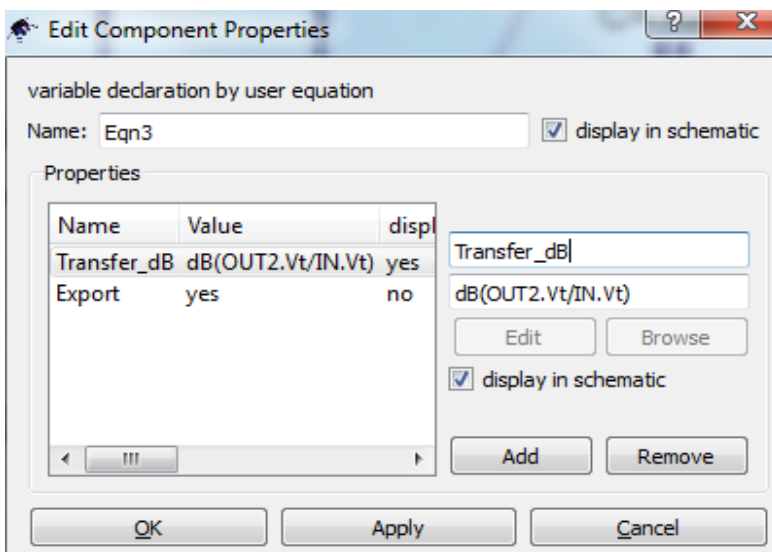 Edit Component Properties
variable declaration by user equation
Name: Eqn3 display in schematic
Properties
Name Value displ
Transfer_dB dB(OUT2.Vt/IN.Vt) yes
Export yes no
Transfer_dB
dB(OUT2.Vt/IN.Vt)
Edit Browse
display in schematic
Add Remove
OK Apply Cancel